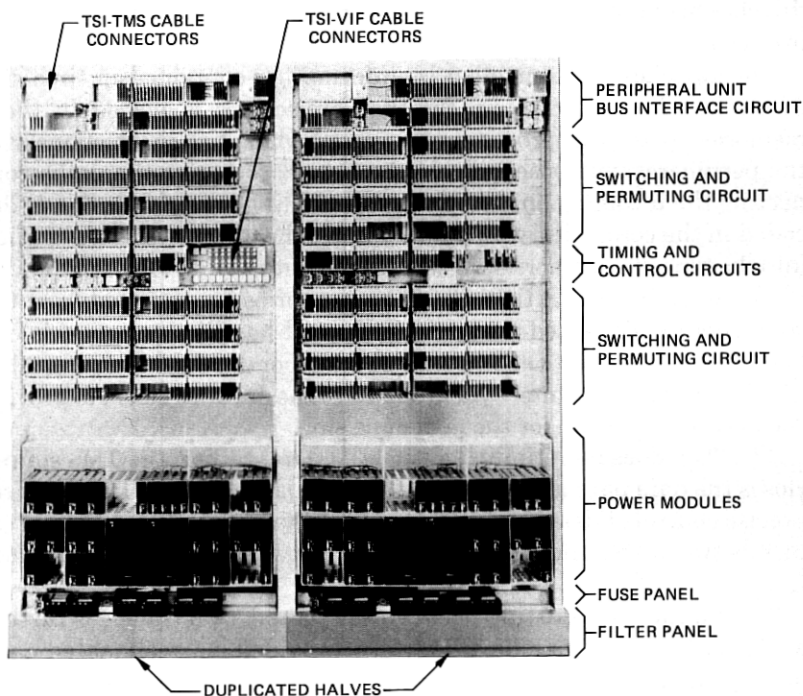 TSI-TMS CABLE
CONNECTORS
TSI-VIF CABLE
CONNECTORS
PERIPHERAL UNIT
BUS INTERFACE CIRCUIT
SWITCHING AND
PERMUTING CIRCUIT
TIMING AND
CONTROL CIRCUITS
SWITCHING AND
PERMUTING CIRCUIT
POWER MODULES
FUSE PANEL
FILTER PANEL
DUPLICATED HALVES